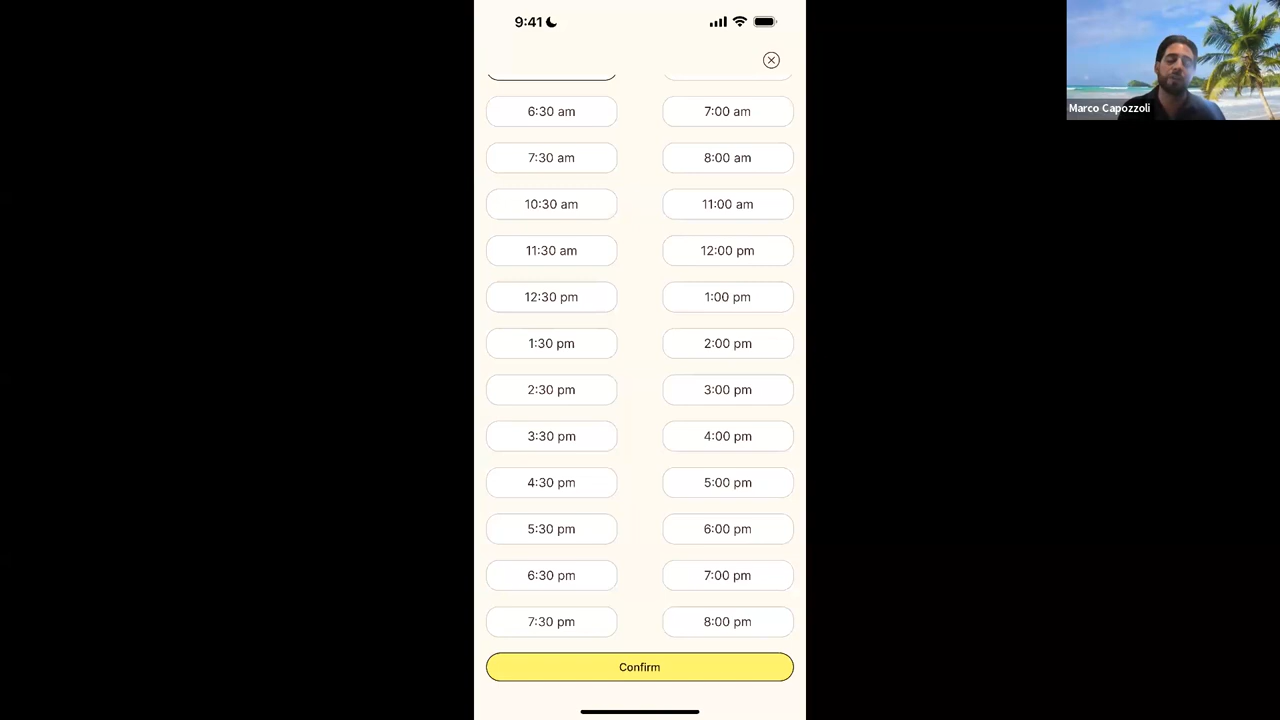 9:41
6:30 am 7:00 am
7:30 am 8:00 am
10:30 am 11:00 am
11:30 am 12:00 pm
12:30 pm 1:00 pm
1:30 pm 2:00 pm
2:30 pm 3:00 pm
3:30 pm 4:00 pm
4:30 pm 5:00 pm
5:30 pm 6:00 pm
6:30 pm 7:00 pm
7:30 pm 8:00 pm
Confirm
Marco Capozzoli